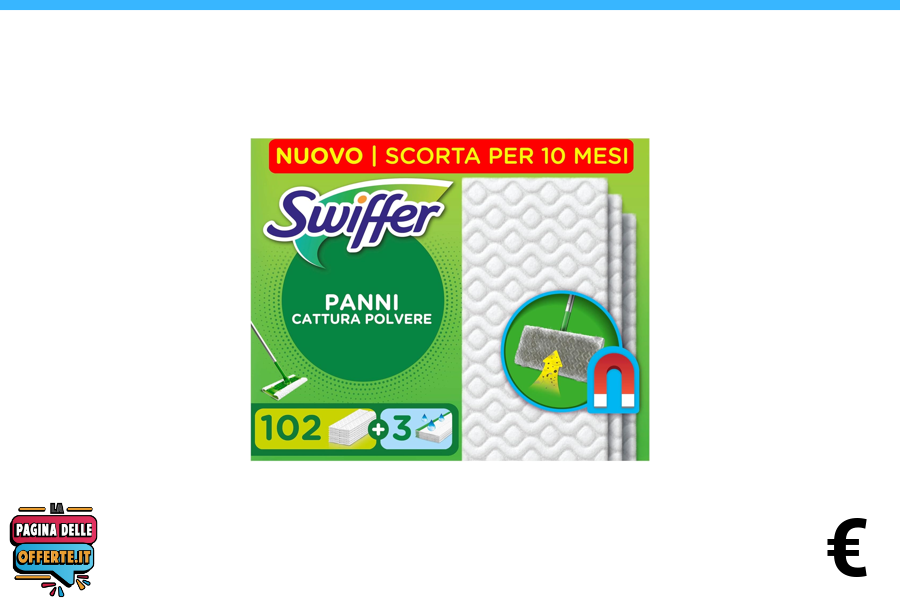 NUOVO | SCORTA PER 10 MESI
Swiffer
PANNI
CATTURA POLVERE
102 + 3
LA
PAGINA DELLE
OFFERTE.IT
€